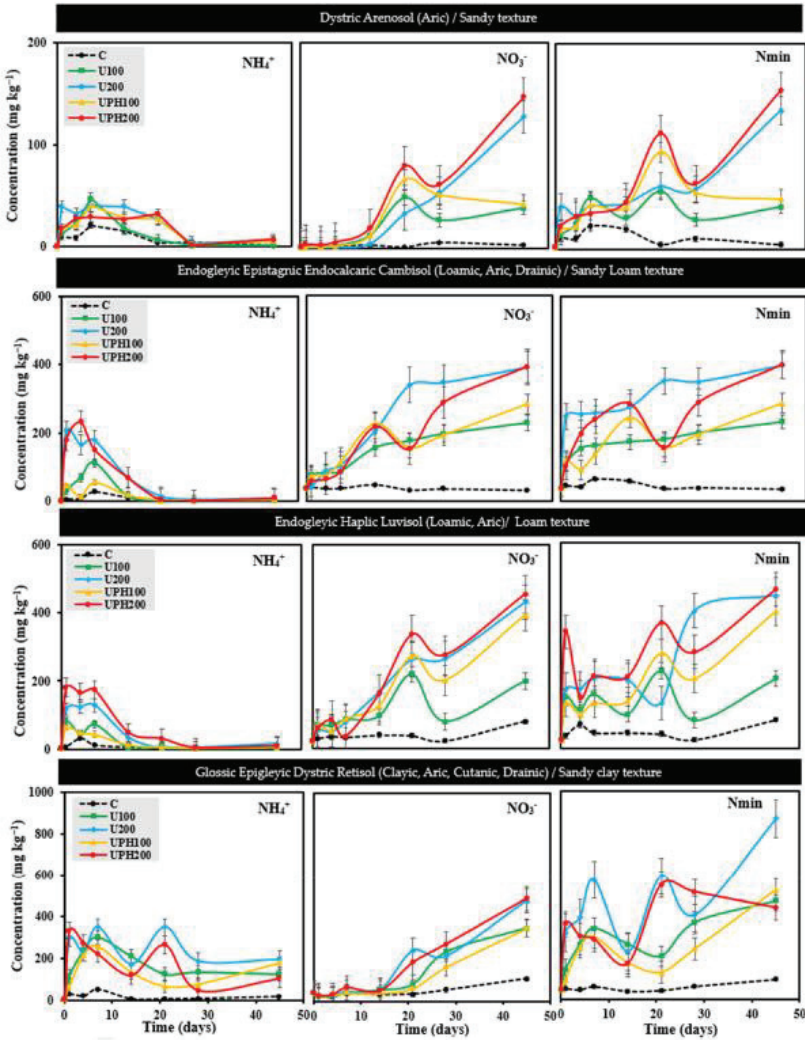 Dystric Arenosol (Aric) / Sandy texture
Concentration (mg kg⁻¹)
200
100
0
C
U100
U200
UPH100
UPH200
NH₄⁺
NO₃⁻
Nmin
Endogleyic Epistagnic Endocalcaric Cambisol (Loamic, Aric, Drainic) / Sandy Loam texture
Concentration (mg kg⁻¹)
600
400
200
0
C
U100
U200
UPH100
UPH200
NH₄⁺
NO₃⁻
Nmin
Endogleyic Haplic Luvisol (Loamic, Aric)/ Loam texture
Concentration (mg kg⁻¹)
600
400
200
0
C
U100
U200
UPH100
UPH200
NH₄⁺
NO₃⁻
Nmin
Glossic Epigleyic Dystric Retisol (Clayic, Aric, Cutanic, Drainic) / Sandy clay texture
Concentration (mg kg⁻¹)
1000
800
600
400
200
0
C
U100
U200
UPH100
UPH200
NH₄⁺
NO₃⁻
Nmin
0 10 20 30 40 50 10 20 30 40 50 0 10 20 30 40 50
Time (days) Time (days) Time (days)